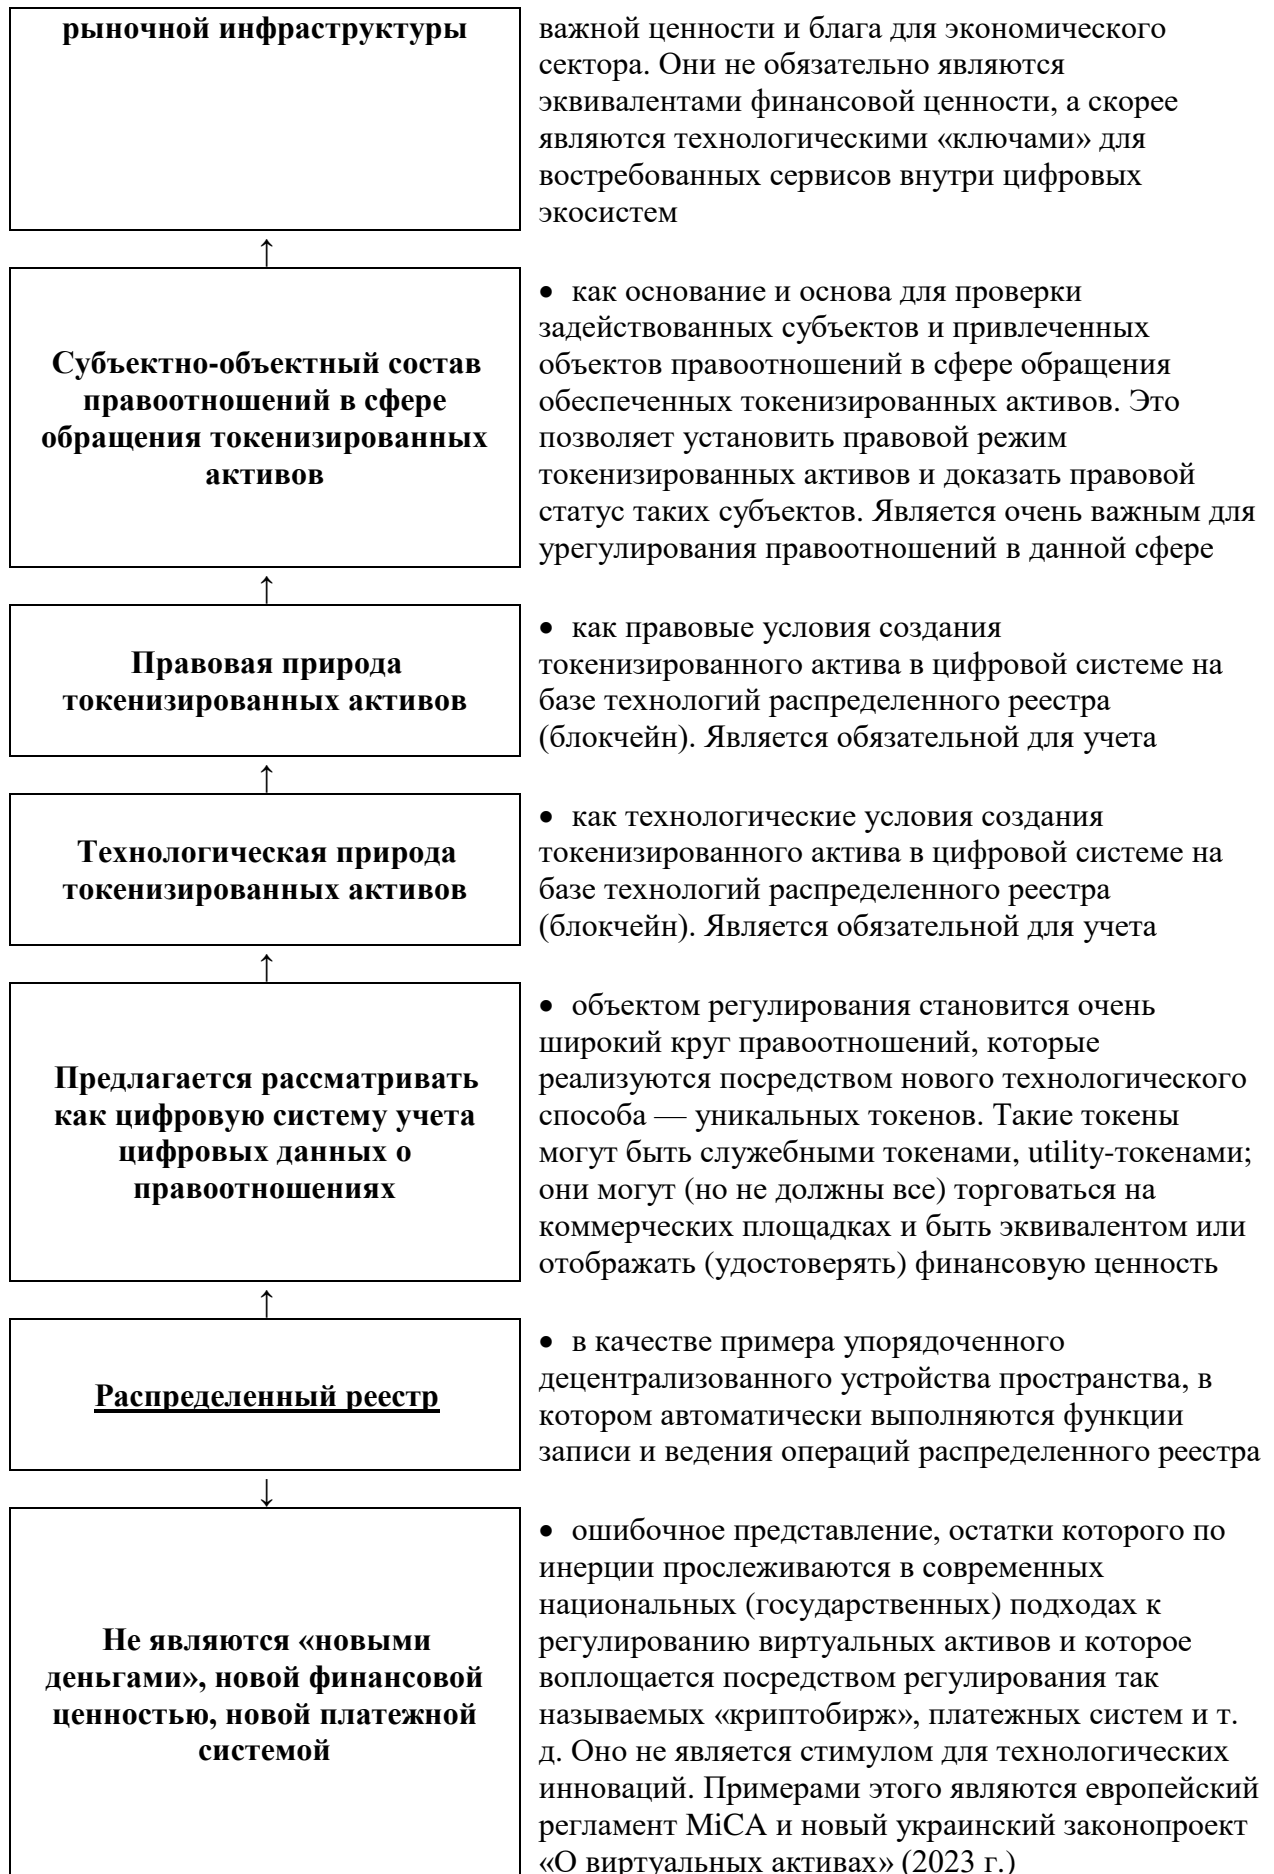 рыночной инфраструктуры
важной ценности и блага для экономического
сектора. Они не обязательно являются
эквивалентами финансовой ценности, а скорее
являются технологическими «ключами» для
востребованных сервисов внутри цифровых
экосистем
↑
Субъектно-объектный состав
правоотношений в сфере
обращения токенизированных
активов
• как основание и основа для проверки
задействованных субъектов и привлеченных
объектов правоотношений в сфере обращения
обеспеченных токенизированных активов. Это
позволяет установить правовой режим
токенизированных активов и доказать правовой
статус таких субъектов. Является очень важным для
урегулирования правоотношений в данной сфере
↑
Правовая природа
токенизированных активов
• как правовые условия создания
токенизированного актива в цифровой системе на
базе технологий распределенного реестра
(блокчейн). Является обязательной для учета
↑
Технологическая природа
токенизированных активов
• как технологические условия создания
токенизированного актива в цифровой системе на
базе технологий распределенного реестра
(блокчейн). Является обязательной для учета
↑
Предлагается рассматривать
как цифровую систему учета
цифровых данных о
правоотношениях
• объектом регулирования становится очень
широкий круг правоотношений, которые
реализуются посредством нового технологического
способа — уникальных токенов. Такие токены
могут быть служебными токенами, utility-токенами;
они могут (но не должны все) торговаться на
коммерческих площадках и быть эквивалентом или
отображать (удостоверять) финансовую ценность
↑
Распределенный реестр
• в качестве примера упорядоченного
децентрализованного устройства пространства, в
котором автоматически выполняются функции
записи и ведения операций распределенного реестра
↓
Не являются «новыми
деньгами», новой финансовой
ценностью, новой платежной
системой
• ошибочное представление, остатки которого по
инерции прослеживаются в современных
национальных (государственных) подходах к
регулированию виртуальных активов и которое
воплощается посредством регулирования так
называемых «криптобирж», платежных систем и т.
д. Оно не является стимулом для технологических
инноваций. Примерами этого являются европейский
регламент MiCA и новый украинский законопроект
«О виртуальных активах» (2023 г.)